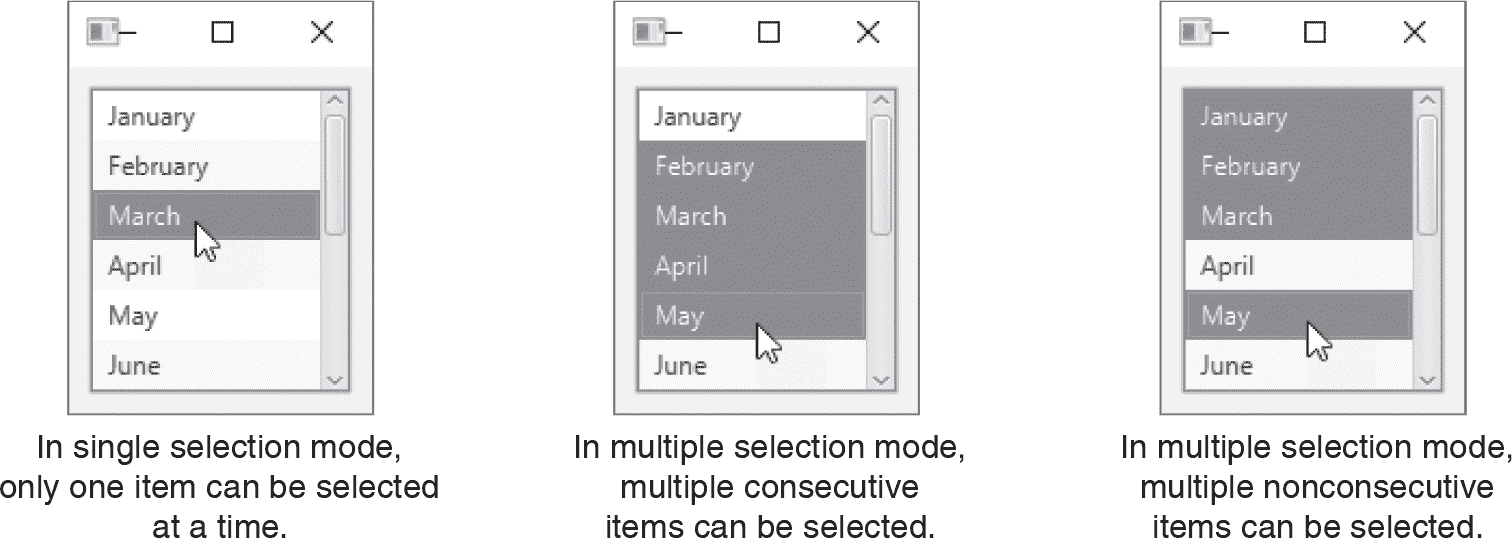 January
February
March
April
May
June
In single selection mode,
only one item can be selected
at a time.
January
February
March
April
May
June
In multiple selection mode,
multiple consecutive
items can be selected.
January
February
March
April
May
June
In multiple selection mode,
multiple nonconsecutive
items can be selected.